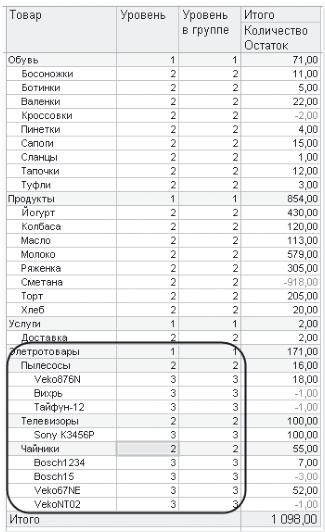 Товар Уровень Уровень в группе Итого
Количество Остаток
Обувь 1 1 71,00
Босоножки 2 2 11,00
Ботинки 2 2 5,00
Валенки 2 2 22,00
Кроссовки 2 2 -2,00
Пинетки 2 2 4,00
Сапоги 2 2 15,00
Сланцы 2 2 1,00
Тапочки 2 2 12,00
Туфли 2 2 3,00
Продукты 1 1 854,00
Йогурт 2 2 430,00
Колбаса 2 2 120,00
Масло 2 2 113,00
Молоко 2 2 579,00
Ряженка 2 2 305,00
Сметана 2 2 -918,00
Торт 2 2 205,00
Хлеб 2 2 20,00
Услуги 1 1 2,00
Доставка 2 2 2,00
Элетротовары 1 1 171,00
Пылесосы 2 2 16,00
Veko876N 3 3 18,00
Вихрь 3 3 -1,00
Тайфун-12 3 3 -1,00
Телевизоры 2 2 100,00
Sony K3456P 3 3 100,00
Чайники 2 2 55,00
Bosch1234 3 3 7,00
Bosch15 3 3 -3,00
Veko67NE 3 3 52,00
VekoNT02 3 3 -1,00
Итого 1 098,00